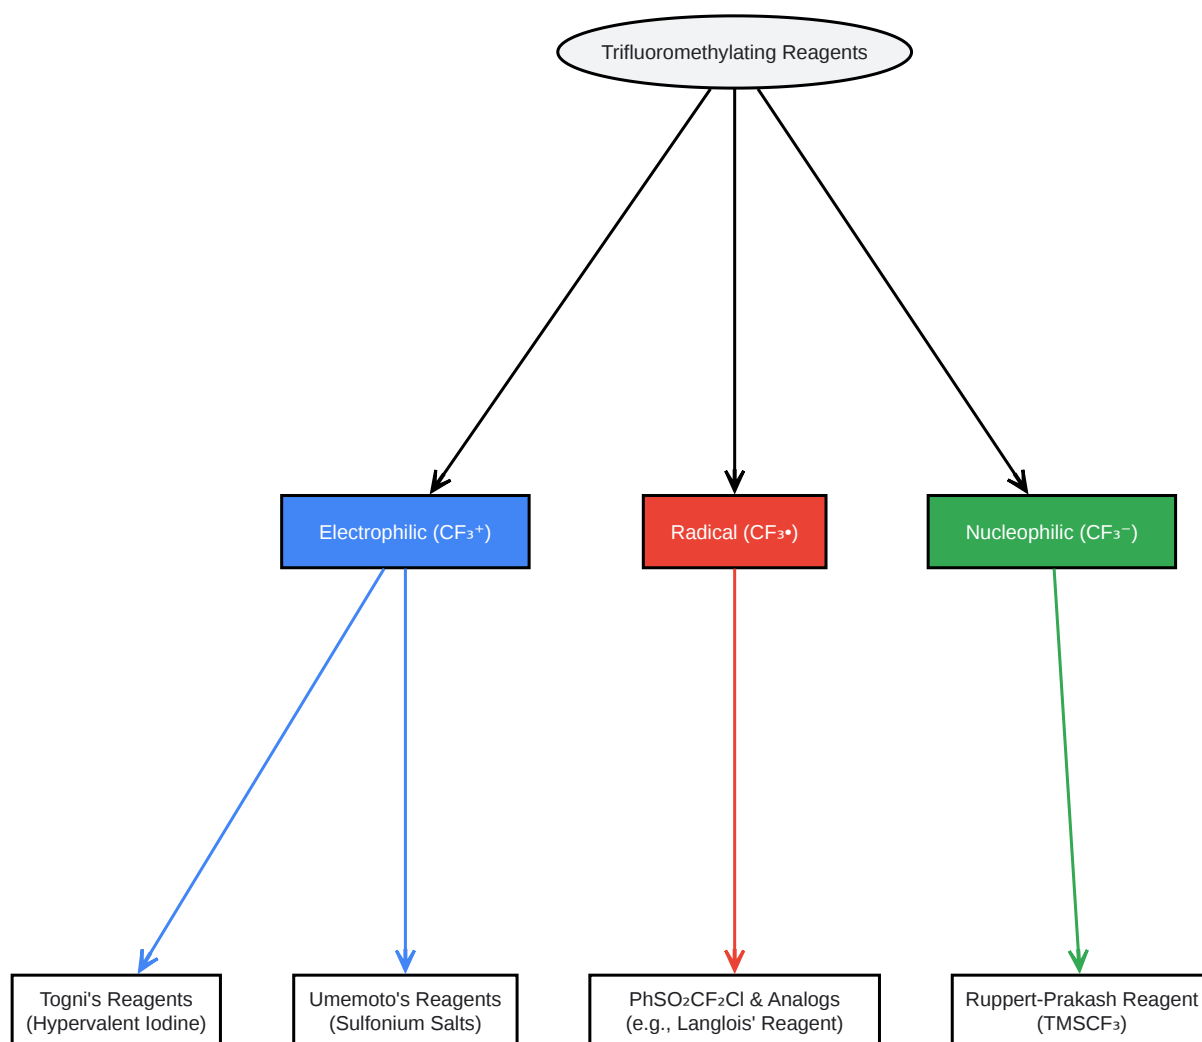 Trifluoromethylating Reagents
Electrophilic (CF₃⁺)
Radical (CF₃•)
Nucleophilic (CF₃⁻)
Togni's Reagents
(Hypervalent Iodine)
Umemoto's Reagents
(Sulfonium Salts)
PhSO₂CF₂Cl & Analogs
(e.g., Langlois' Reagent)
Ruppert-Prakash Reagent
(TMSCF₃)